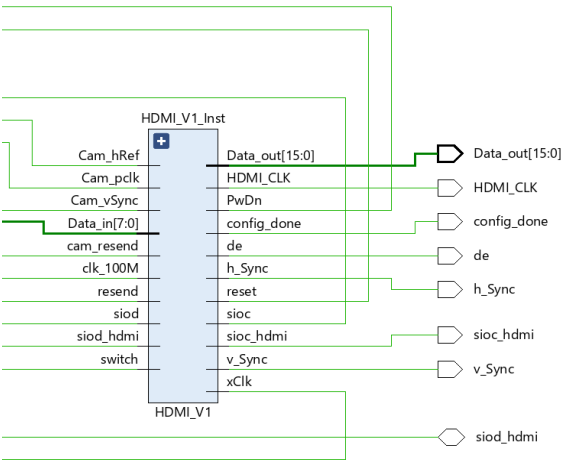 HDMI_V1_Inst
Cam_hRef
Cam_pclk
Cam_vSync
Data_in[7:0]
cam_resend
clk_100M
resend
siod
siod_hdmi
switch
Data_out[15:0]
HDMI_CLK
PwDn
config_done
de
h_Sync
reset
sioc
sioc_hdmi
v_Sync
xClk
HDMI_V1
Data_out[15:0]
HDMI_CLK
config_done
de
h_Sync
sioc_hdmi
v_Sync
siod_hdmi